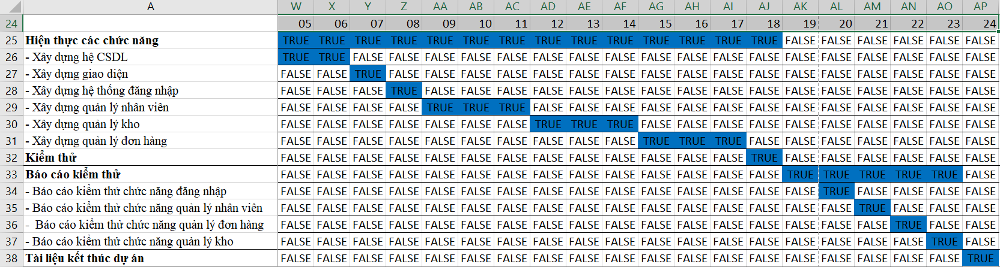 A W X Y Z AA AB AC AD AE AF AG AH AI AJ AK AL AM AN AO AP
24 05 06 07 08 09 10 11 12 13 14 15 16 17 18 19 20 21 22 23 24
25 Hiện thực các chức năng TRUE TRUE TRUE TRUE TRUE TRUE TRUE TRUE TRUE TRUE TRUE TRUE TRUE TRUE FALSE FALSE FALSE FALSE FALSE FALSE
26 - Xây dựng hệ CSDL TRUE TRUE FALSE FALSE FALSE FALSE FALSE FALSE FALSE FALSE FALSE FALSE FALSE FALSE FALSE FALSE FALSE FALSE FALSE FALSE
27 - Xây dựng giao diện FALSE FALSE TRUE FALSE FALSE FALSE FALSE FALSE FALSE FALSE FALSE FALSE FALSE FALSE FALSE FALSE FALSE FALSE FALSE FALSE
28 - Xây dựng hệ thống đăng nhập FALSE FALSE FALSE TRUE FALSE FALSE FALSE FALSE FALSE FALSE FALSE FALSE FALSE FALSE FALSE FALSE FALSE FALSE FALSE FALSE
29 - Xây dựng quản lý nhân viên FALSE FALSE FALSE FALSE TRUE TRUE TRUE FALSE FALSE FALSE FALSE FALSE FALSE FALSE FALSE FALSE FALSE FALSE FALSE FALSE
30 - Xây dựng quản lý kho FALSE FALSE FALSE FALSE FALSE FALSE FALSE TRUE TRUE TRUE FALSE FALSE FALSE FALSE FALSE FALSE FALSE FALSE FALSE FALSE
31 - Xây dựng quản lý đơn hàng FALSE FALSE FALSE FALSE FALSE FALSE FALSE FALSE FALSE FALSE TRUE TRUE TRUE FALSE FALSE FALSE FALSE FALSE FALSE FALSE
32 Kiểm thử FALSE FALSE FALSE FALSE FALSE FALSE FALSE FALSE FALSE FALSE FALSE FALSE FALSE TRUE FALSE FALSE FALSE FALSE FALSE FALSE
33 Báo cáo kiểm thử FALSE FALSE FALSE FALSE FALSE FALSE FALSE FALSE FALSE FALSE FALSE FALSE FALSE FALSE TRUE TRUE TRUE TRUE TRUE FALSE
34 - Báo cáo kiểm thử chức năng đăng nhập FALSE FALSE FALSE FALSE FALSE FALSE FALSE FALSE FALSE FALSE FALSE FALSE FALSE FALSE FALSE TRUE FALSE FALSE FALSE FALSE
35 - Báo cáo kiểm thử chức năng quản lý nhân viên FALSE FALSE FALSE FALSE FALSE FALSE FALSE FALSE FALSE FALSE FALSE FALSE FALSE FALSE FALSE FALSE TRUE FALSE FALSE FALSE
36 - Báo cáo kiểm thử chức năng quản lý đơn hàng FALSE FALSE FALSE FALSE FALSE FALSE FALSE FALSE FALSE FALSE FALSE FALSE FALSE FALSE FALSE FALSE FALSE TRUE FALSE FALSE
37 - Báo cáo kiểm thử chức năng quản lý kho FALSE FALSE FALSE FALSE FALSE FALSE FALSE FALSE FALSE FALSE FALSE FALSE FALSE FALSE FALSE FALSE FALSE FALSE TRUE FALSE
38 Tài liệu kết thúc dự án FALSE FALSE FALSE FALSE FALSE FALSE FALSE FALSE FALSE FALSE FALSE FALSE FALSE FALSE FALSE FALSE FALSE FALSE FALSE TRUE